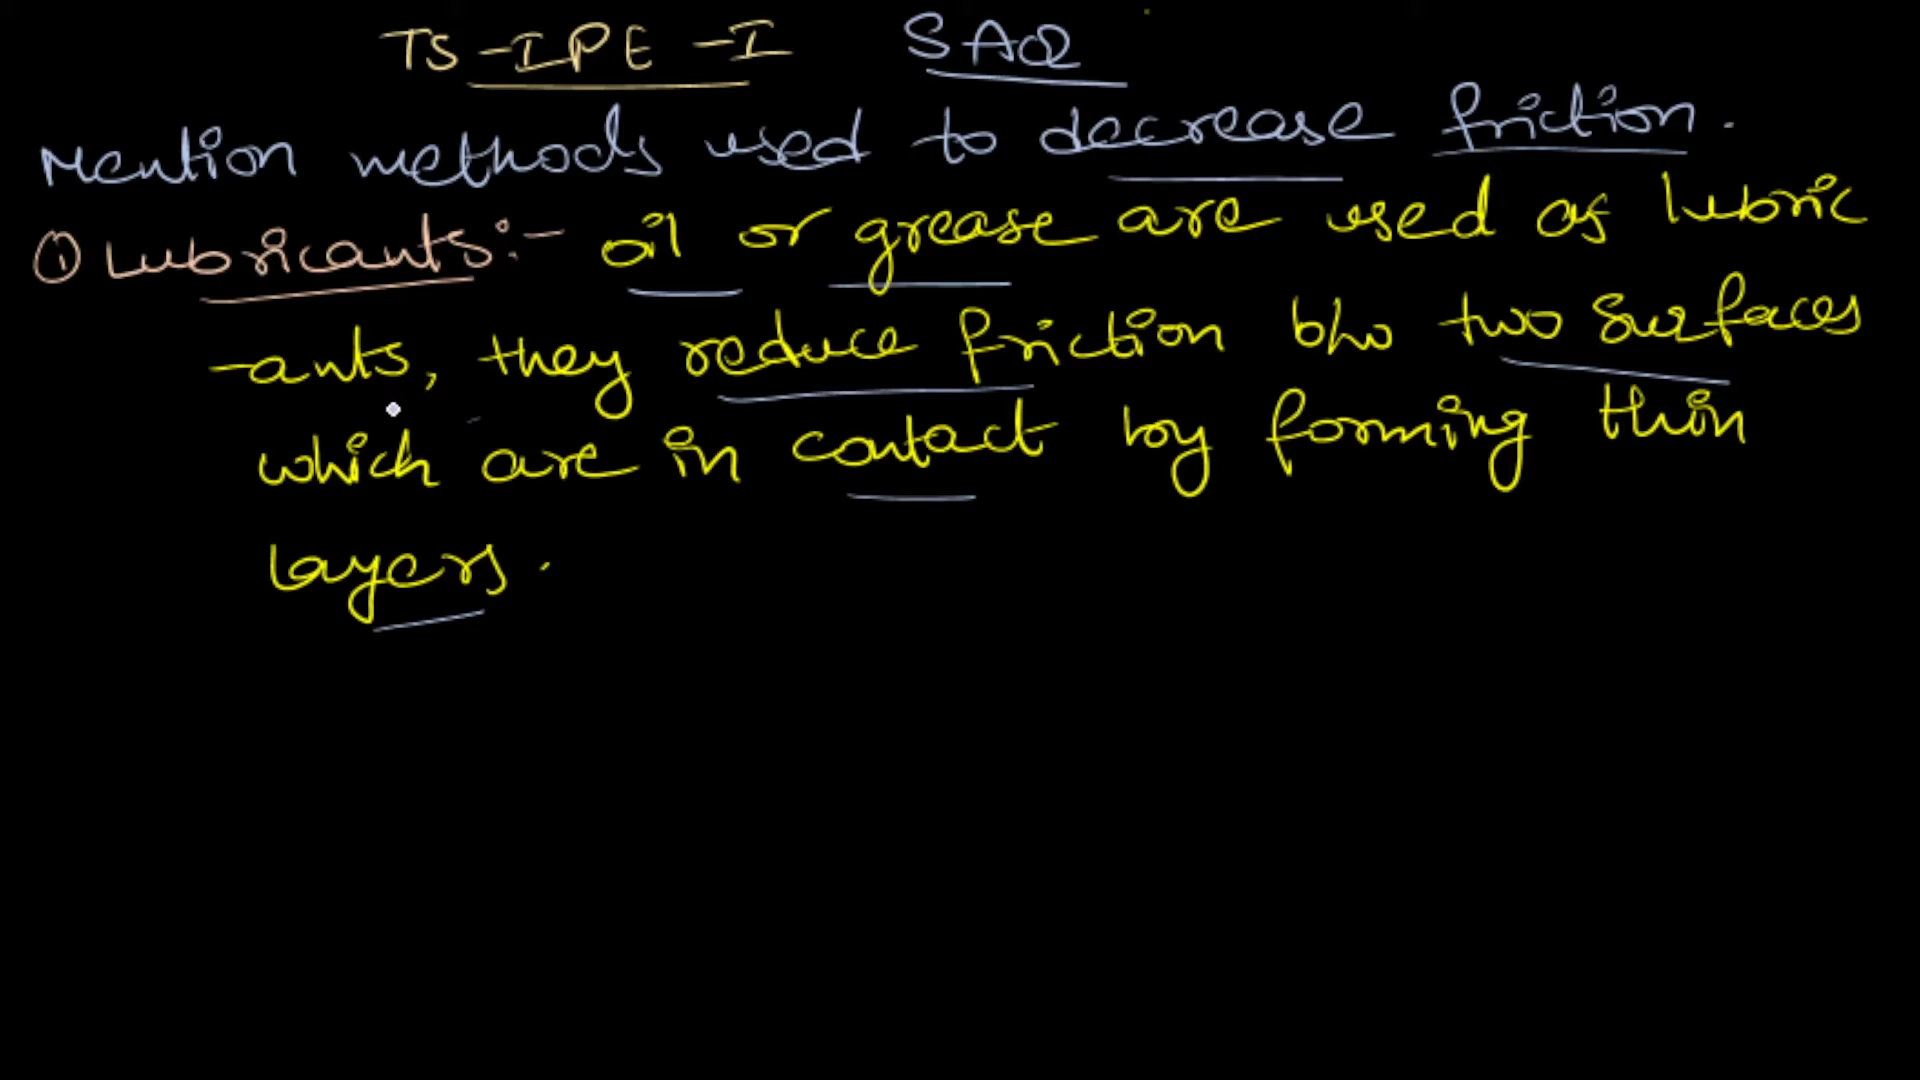 TS-IPE-I SAQ
Mention methods used to decrease friction.
① Lubricants:- oil or grease are used as lubric
-ants, they reduce friction b/w two surfaces
which are in contact by forming thin
layers.